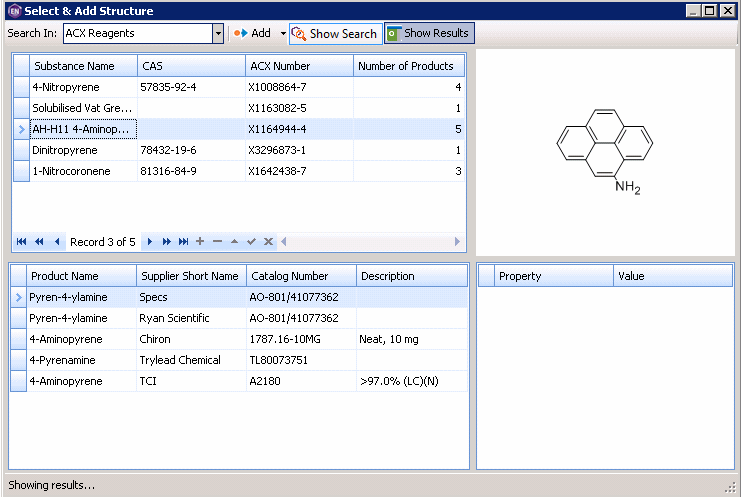 EN Select & Add Structure
Search In: ACX Reagents Add Show Search Show Results
Substance Name CAS ACX Number Number of Products
4-Nitropyrene 57835-92-4 X1008864-7 4
Solubilised Vat Gre... X1163082-5 1
AH-H11 4-Aminop... X1164944-4 5
Dinitropyrene 78432-19-6 X3296873-1 1
1-Nitrocoronene 81316-84-9 X1642438-7 3
Record 3 of 5
NH2
Product Name Supplier Short Name Catalog Number Description
Pyren-4-ylamine Specs AO-801/41077362
Pyren-4-ylamine Ryan Scientific AO-801/41077362
4-Aminopyrene Chiron 1787.16-10MG Neat, 10 mg
4-Pyrenamine Trylead Chemical TL80073751
4-Aminopyrene TCI A2180 >97.0% (LC)(N)
Property Value
Showing results...